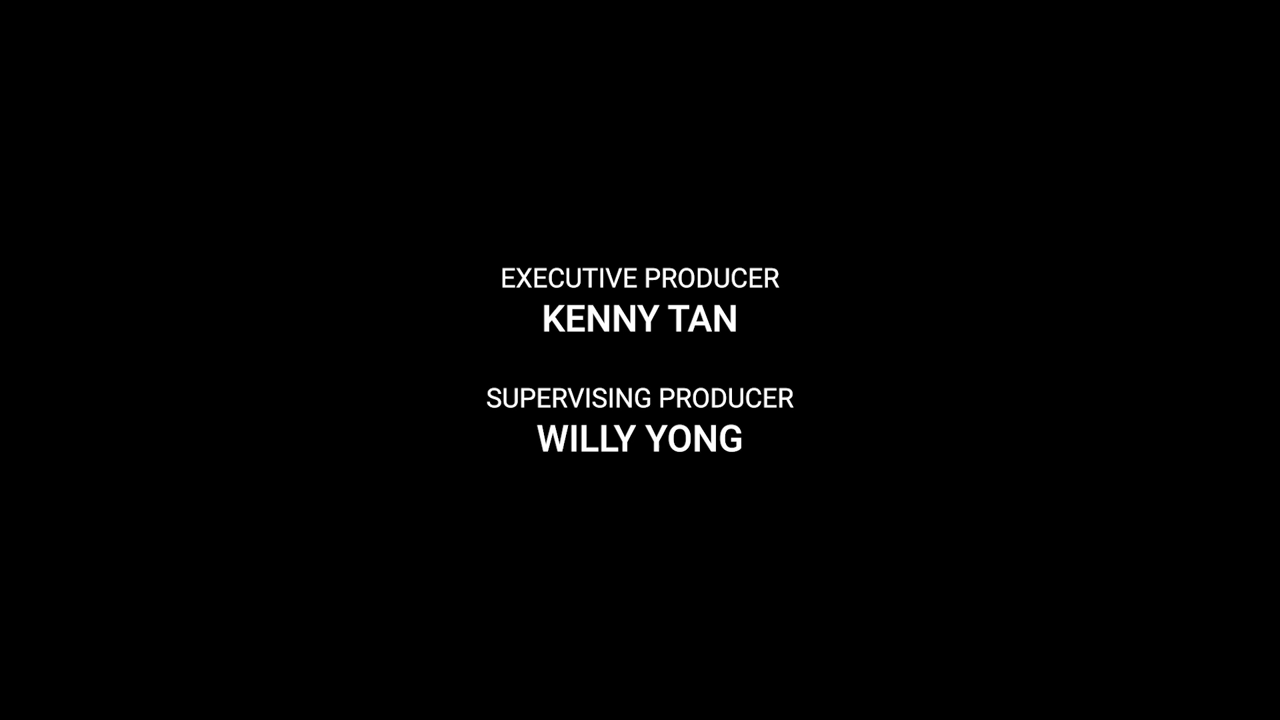 EXECUTIVE PRODUCER
KENNY TAN
SUPERVISING PRODUCER
WILLY YONG